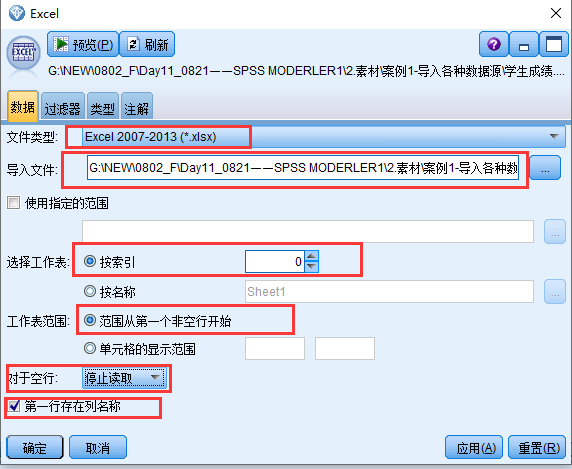 Excel
EXCEL
预览(P) 刷新
G:\NEW\0802_F\Day11_0821——SPSS MODERLER1\2.素材\案例1-导入各种数据源\学生成绩....
数据 过滤器 类型 注解
文件类型: Excel 2007-2013 (*.xlsx)
导入文件: G:\NEW\0802_F\Day11_0821——SPSS MODERLER1\2.素材\案例1-导入各种数 ...
使用指定的范围
...
选择工作表: 按索引 0
按名称 Sheet1 ...
工作表范围: 范围从第一个非空行开始
单元格的显示范围
对于空行: 停止读取
第一行存在列名称
确定 取消 应用(A) 重置(R)